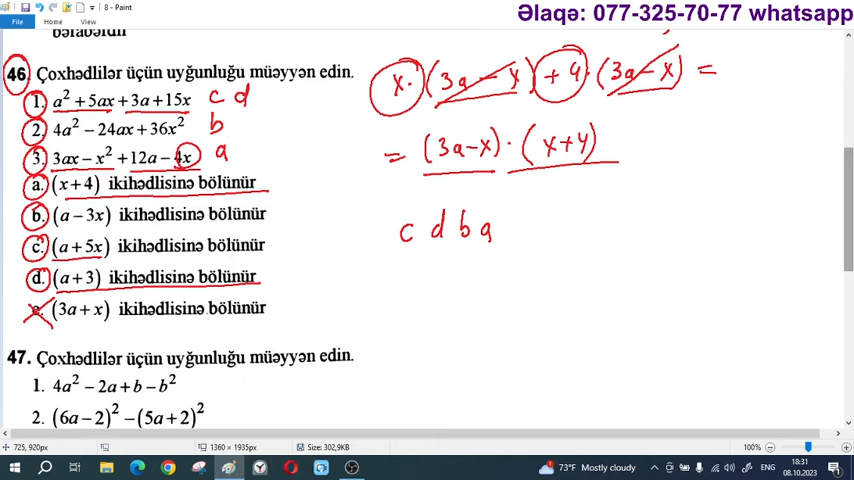 8 - Paint
Əlaqə: 077-325-70-77 whatsapp
File Home View
bərabərdir
46 Çoxhədlilər üçün uyğunluğu müəyyən edin.
1. a² + 5ax + 3a + 15x c d
2. 4a² − 24ax + 36x² b
3. 3ax − x² + 12a − 4x a
a. (x + 4) ikihədlisinə bölünür
b. (a − 3x) ikihədlisinə bölünür
c. (a + 5x) ikihədlisinə bölünür
d. (a + 3) ikihədlisinə bölünür
e. (3a + x) ikihədlisinə bölünür
x · (3a − x) + 4 · (3a − x) =
= (3a − x) · (x + 4)
c d b a
47. Çoxhədlilər üçün uyğunluğu müəyyən edin.
1. 4a² − 2a + b − b²
2. (6a − 2)² − (5a + 2)²
725, 920px 1360 × 1935px Size: 302,9KB 100%
73°F Mostly cloudy ENG 18:31
08.10.2023